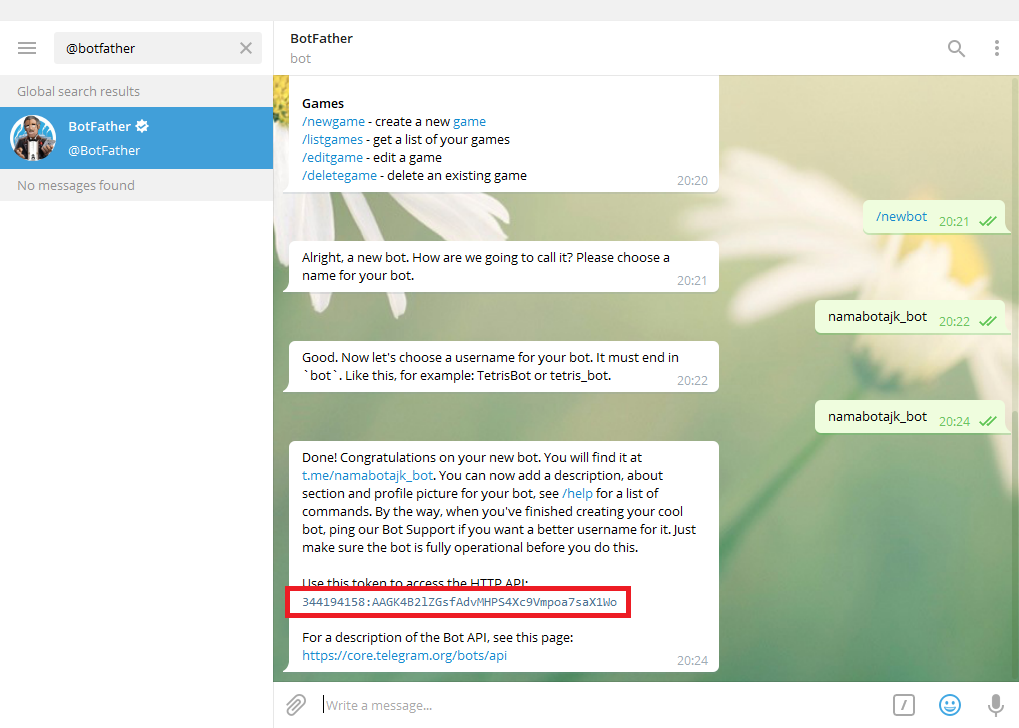 @botfather
Global search results
BotFather
@BotFather
No messages found
BotFather
bot
Games
/newgame - create a new game
/listgames - get a list of your games
/editgame - edit a game
/deletegame - delete an existing game
20:20
/newbot 20:21
Alright, a new bot. How are we going to call it? Please choose a
name for your bot.
20:21
namabotajk_bot 20:22
Good. Now let's choose a username for your bot. It must end in
`bot`. Like this, for example: TetrisBot or tetris_bot.
20:22
namabotajk_bot 20:24
Done! Congratulations on your new bot. You will find it at
t.me/namabotajk_bot. You can now add a description, about
section and profile picture for your bot, see /help for a list of
commands. By the way, when you've finished creating your cool
bot, ping our Bot Support if you want a better username for it. Just
make sure the bot is fully operational before you do this.
Use this token to access the HTTP API:
344194158:AAGK4B2lZGsfAdvMHPS4Xc9Vmpoa7saX1Wo
For a description of the Bot API, see this page:
https://core.telegram.org/bots/api
20:24
Write a message...